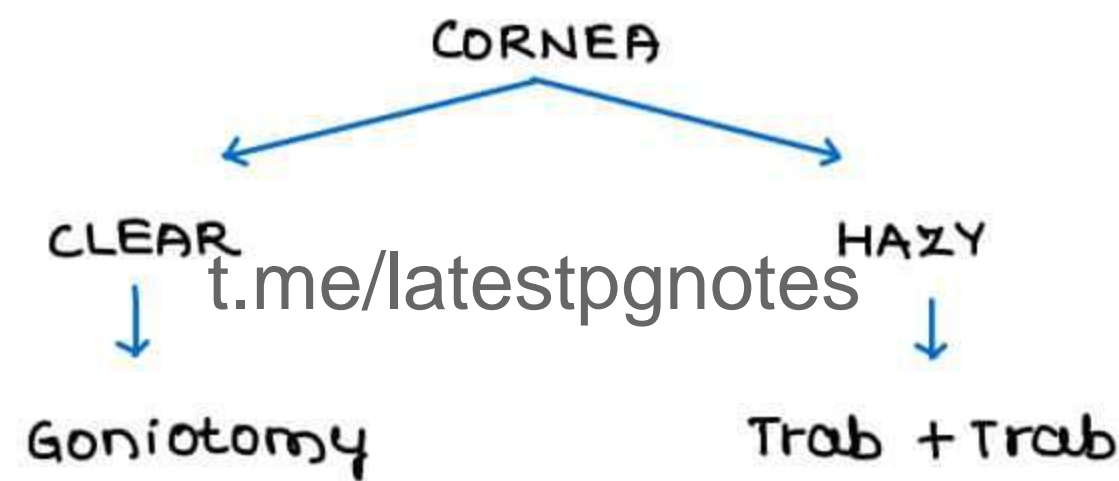 CORNEA
CLEAR
HAZY
t.me/latestpgnotes
Goniotomy
Trab + Trab